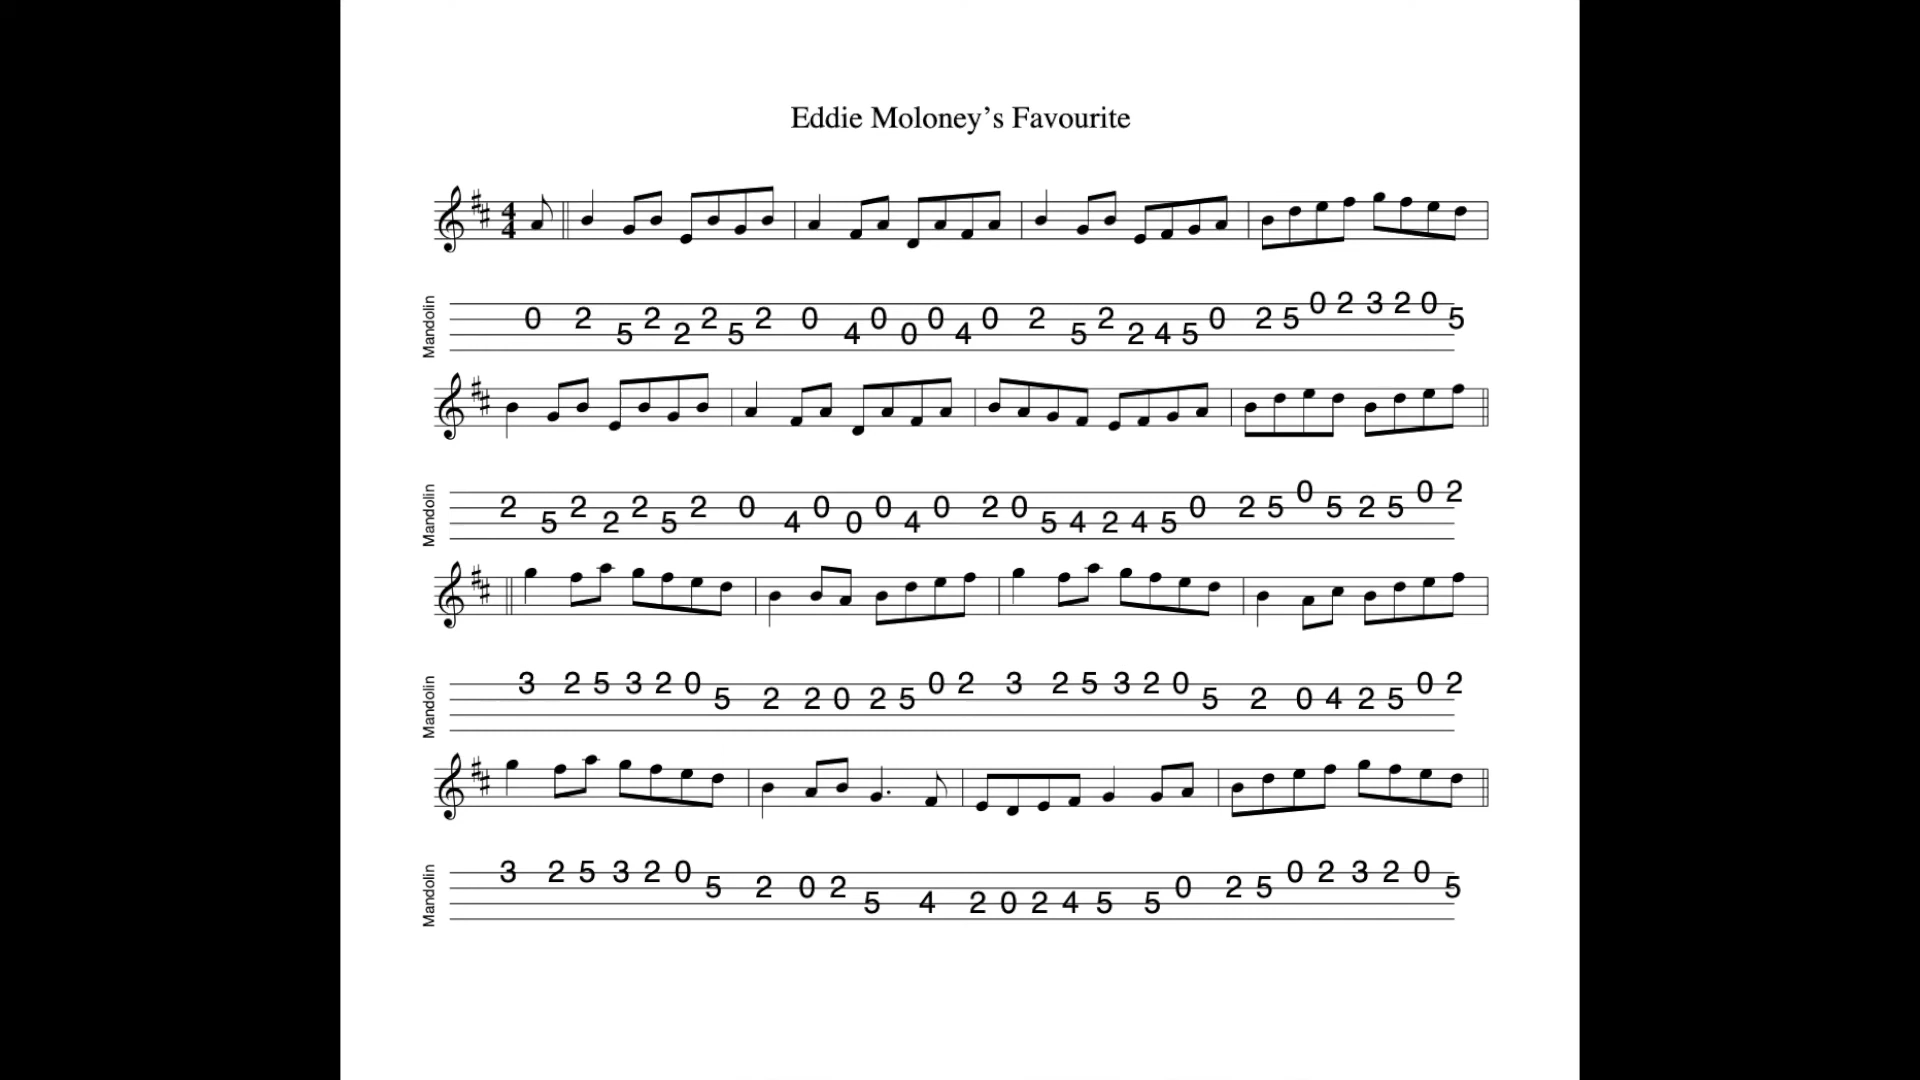 Eddie Moloney’s Favourite
4
4
Mandolin 0 2 5 2 2 2 5 2 0 4 0 0 0 4 0 2 5 2 2 4 5 0 2 5 0 2 3 2 0 5
Mandolin 2 5 2 2 2 5 2 0 4 0 0 0 4 0 2 0 5 4 2 4 5 0 2 5 0 5 2 5 0 2
Mandolin 3 2 5 3 2 0 5 2 2 0 2 5 0 2 3 2 5 3 2 0 5 2 0 4 2 5 0 2
Mandolin 3 2 5 3 2 0 5 2 0 2 5 4 2 0 2 4 5 5 0 2 5 0 2 3 2 0 5